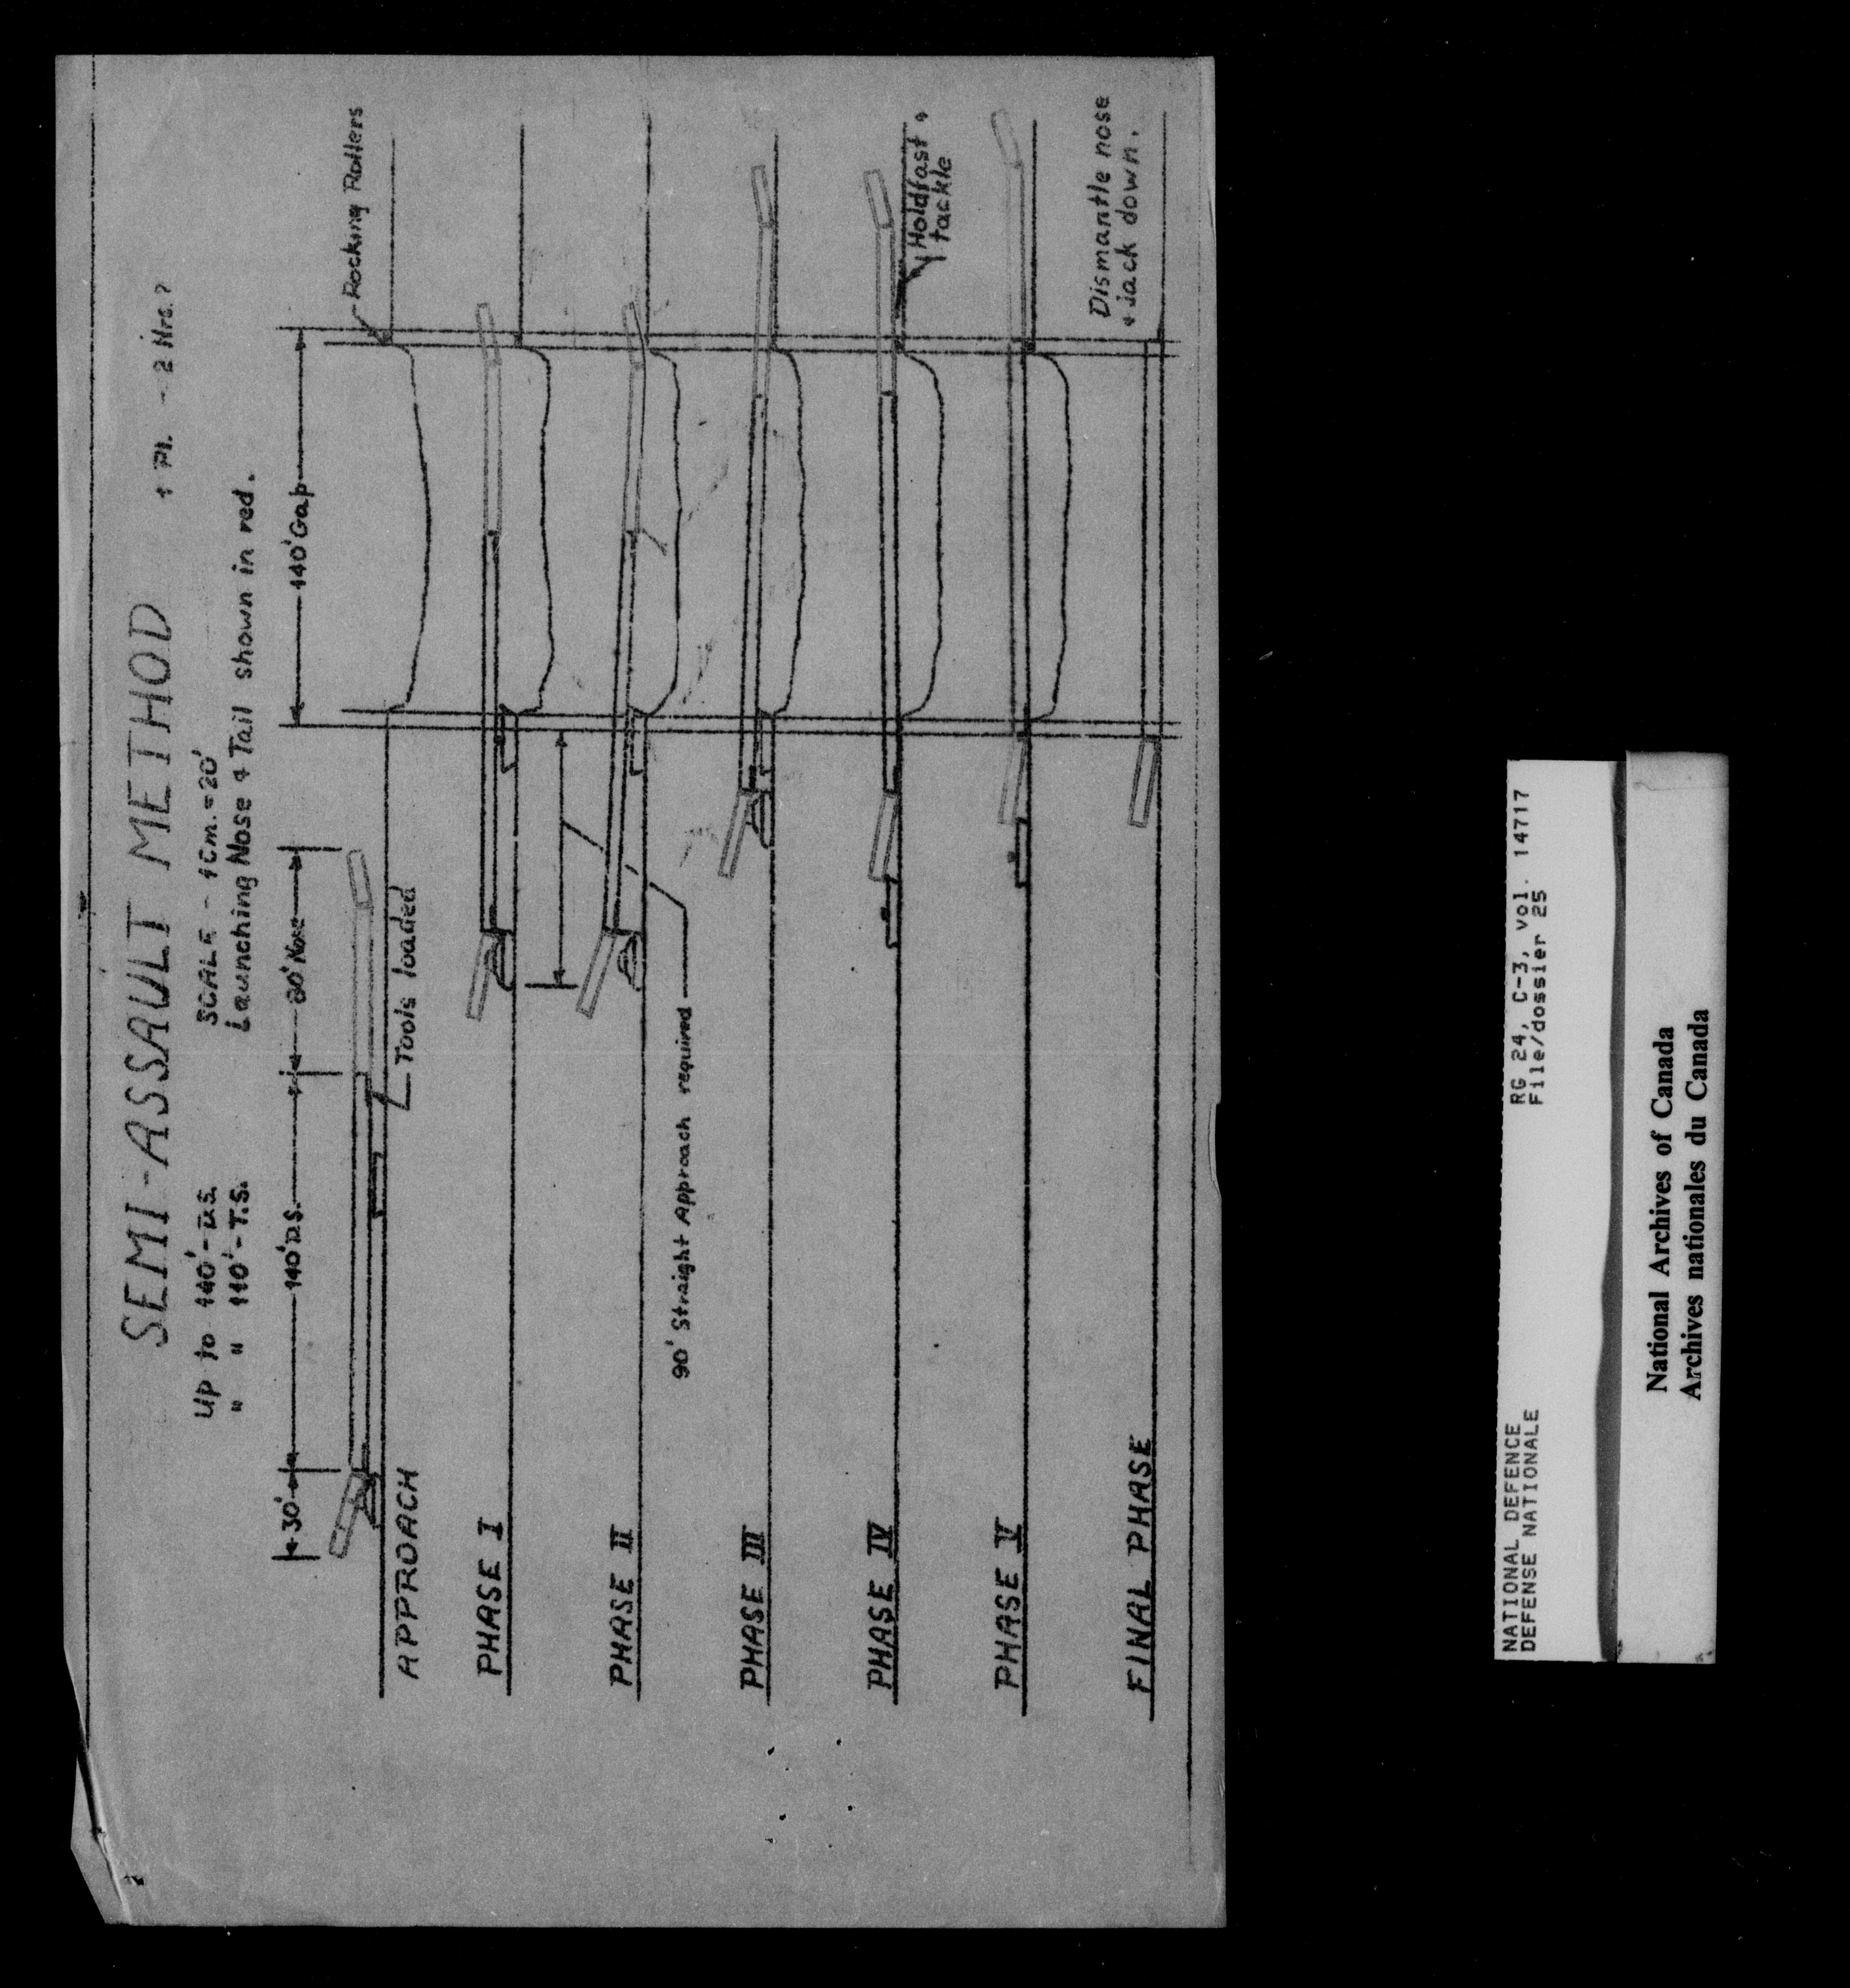 SEMI-ASSAULT METHOD
1 Pl. - 2 Hrs.?
Up to 140'-D.S.
" " 110'-T.S.
SCALE - 1 Cm. = 20'
Launching Nose & Tail shown in red.
30'
140' D.S.
80' Nose
140' Gap
Rocking Rollers
Tools loaded
APPROACH
PHASE I
PHASE II
90' Straight Approach required
PHASE III
PHASE IV
Holdfast &
tackle
PHASE V
FINAL PHASE
Dismantle nose
& jack down.
NATIONAL DEFENCE
DEFENSE NATIONALE
RG 24, C-3, vol. 14717
File/dossier 25
National Archives of Canada
Archives nationales du Canada